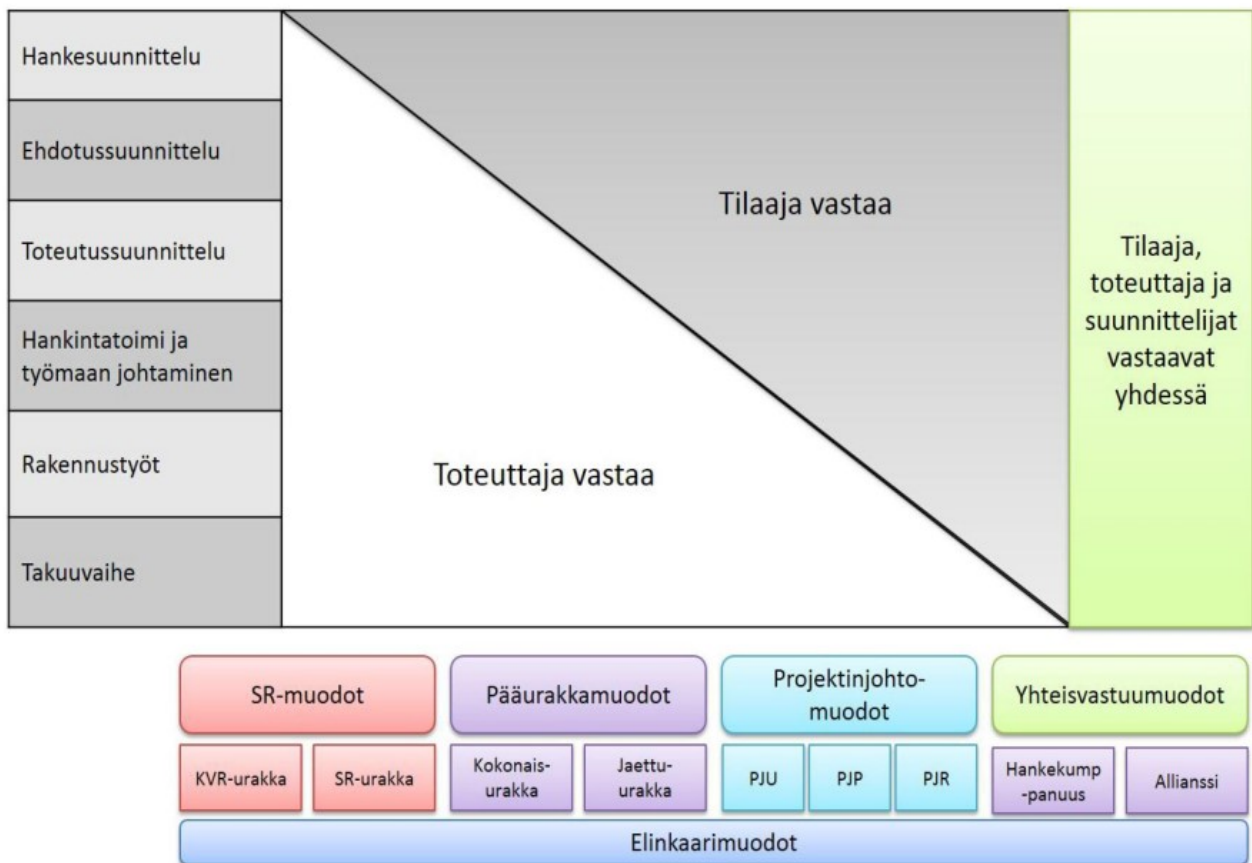 Hankesuunnittelu
Ehdotussuunnittelu
Toteutussuunnittelu
Hankintatoimi ja
työmaan johtaminen
Rakennustyöt
Takuuvaihe
Tilaaja vastaa
Toteuttaja vastaa
Tilaaja,
toteuttaja ja
suunnittelijat
vastaavat
yhdessä
SR-muodot
Pääurakkamuodot
Projektinjohto-
muodot
Yhteisvastuumuodot
KVR-urakka
SR-urakka
Kokonais-
urakka
Jaettu-
urakka
PJU
PJP
PJR
Hankekump
-panuus
Allianssi
Elinkaarimuodot